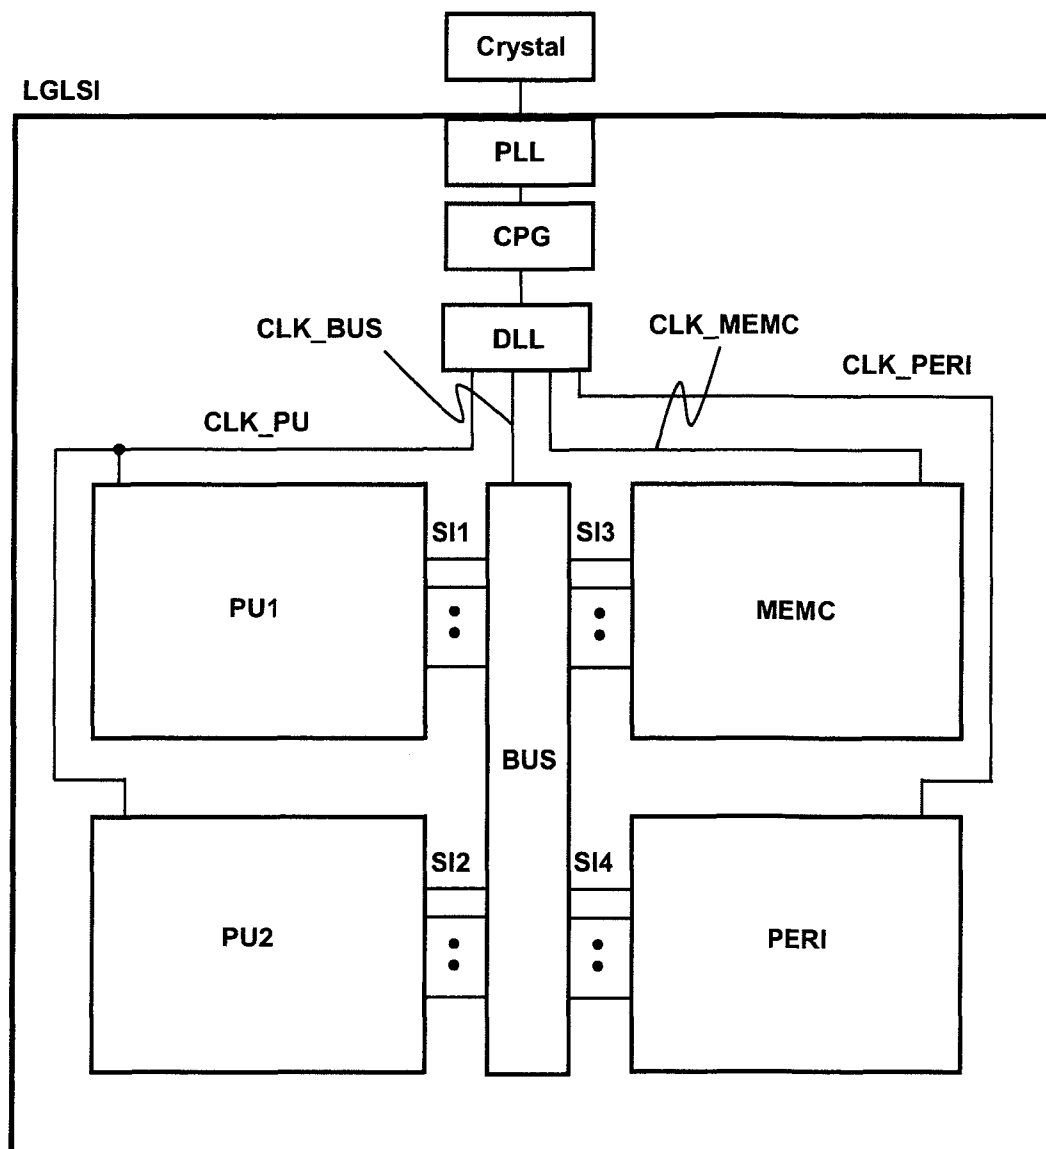 Crystal
LGLSI
PLL
CPG
DLL
CLK_BUS
CLK_MEMC
CLK_PERI
CLK_PU
SI1
SI3
PU1
MEMC
BUS
SI2
SI4
PU2
PERI